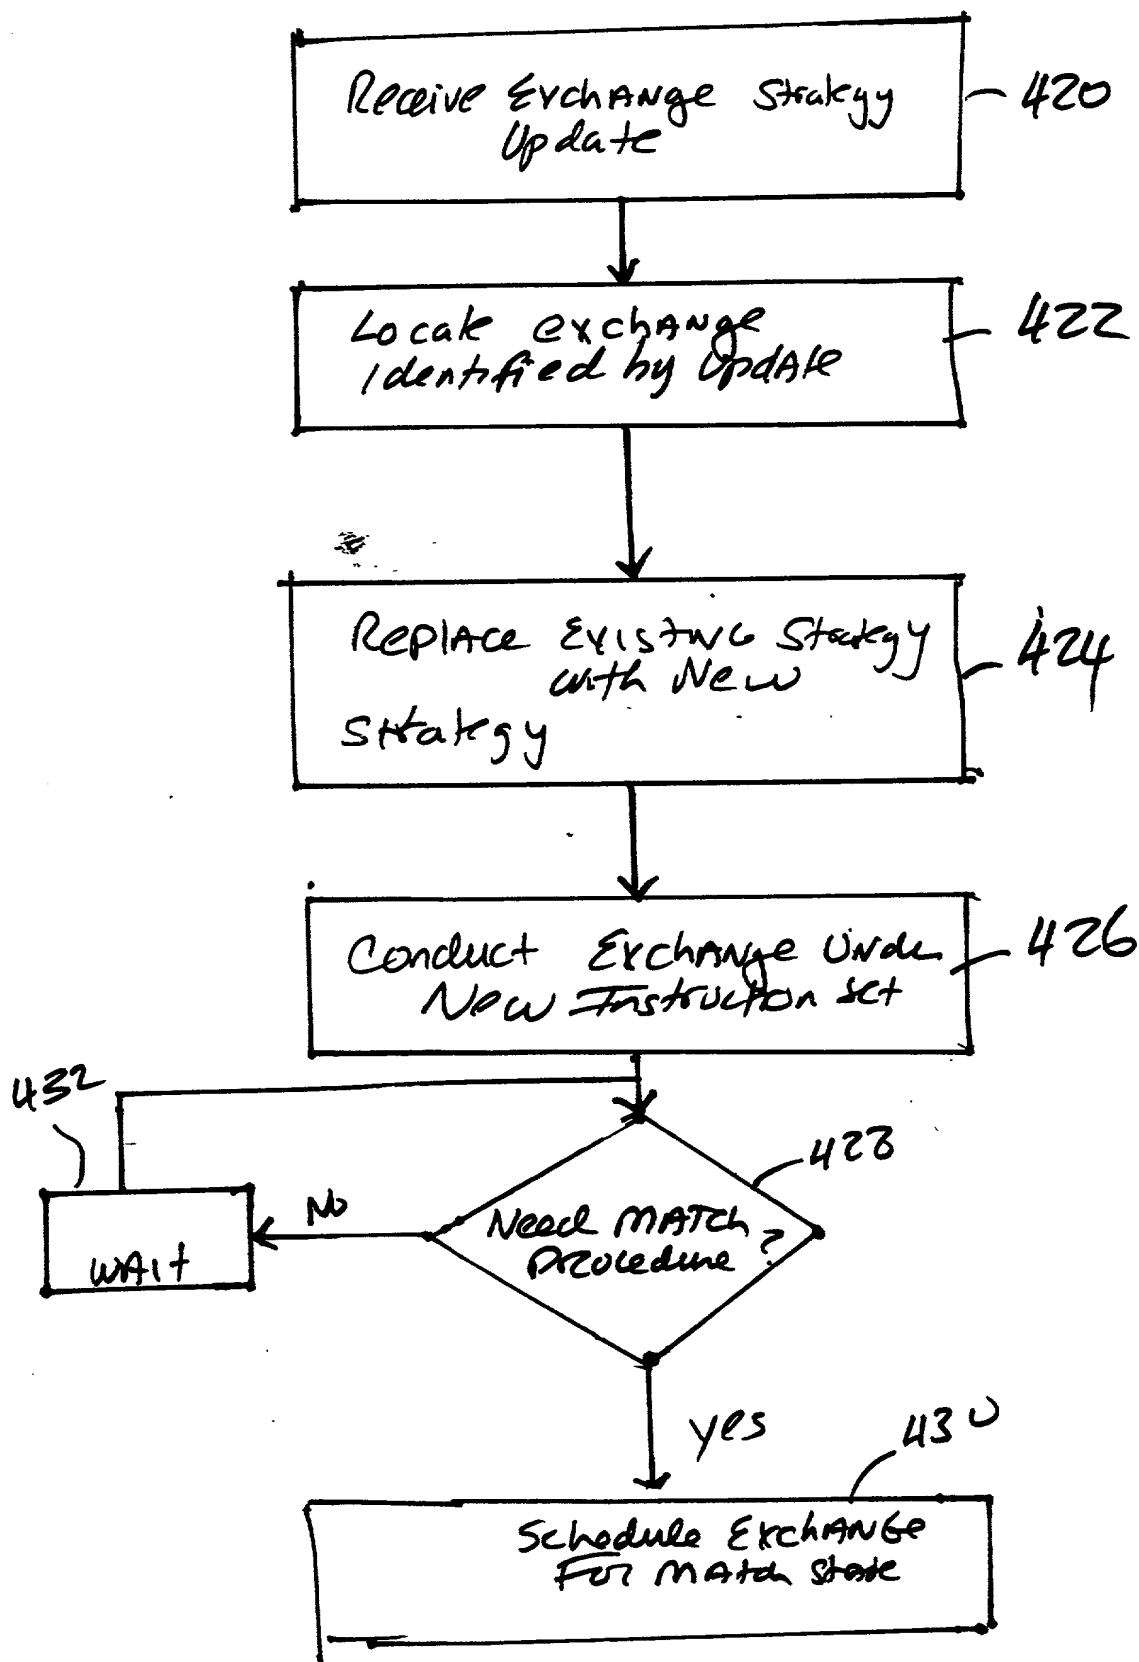 Receive Exchange Strategy
Update
420
Locate exchange
Identified by Update
422
Replace Existing Strategy
with New
Strategy
424
Conduct Exchange Under
New Instruction set
426
432
428
No
Need Match
Procedure ?
Wait
yes
430
Schedule Exchange
For Match State